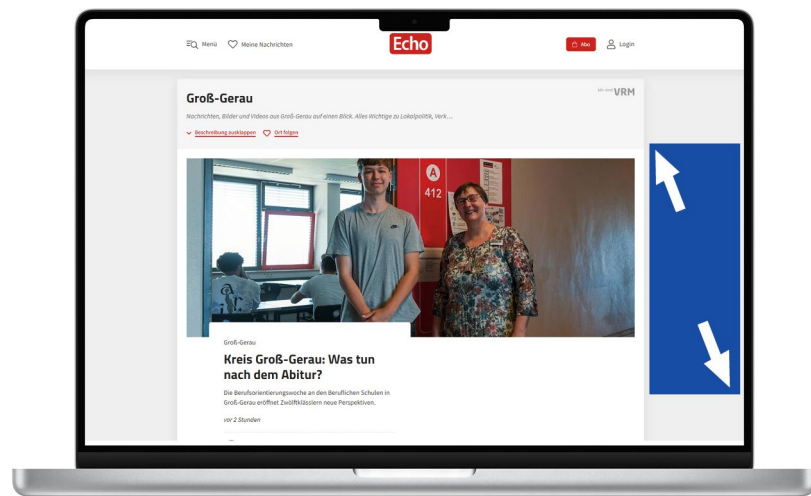 Menü
Meine Nachrichten
Echo
Abo
Login
Groß-Gerau
VRM
Nachrichten, Bilder und Videos aus Groß-Gerau auf einen Blick. Alles Wichtige zu Lokalpolitik, Verk...
Beschreibung ausklappen
Ort folgen
A
412
Groß-Gerau
Kreis Groß-Gerau: Was tun
nach dem Abitur?
Die Berufsorientierungswoche an den Beruflichen Schulen in
Groß-Gerau eröffnet Zwölftklässlern neue Perspektiven.
vor 2 Stunden